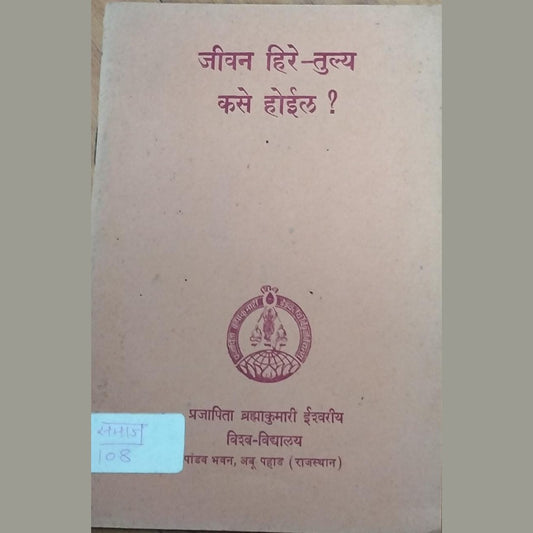 जीवन हिरे-तुल्य
कसे होईल ?
प्रजापिता ब्रह्माकुमारी ईश्वरीय
विश्व-विद्यालय
पांडव भवन, अबू पहाड (राजस्थान)
समाज
108